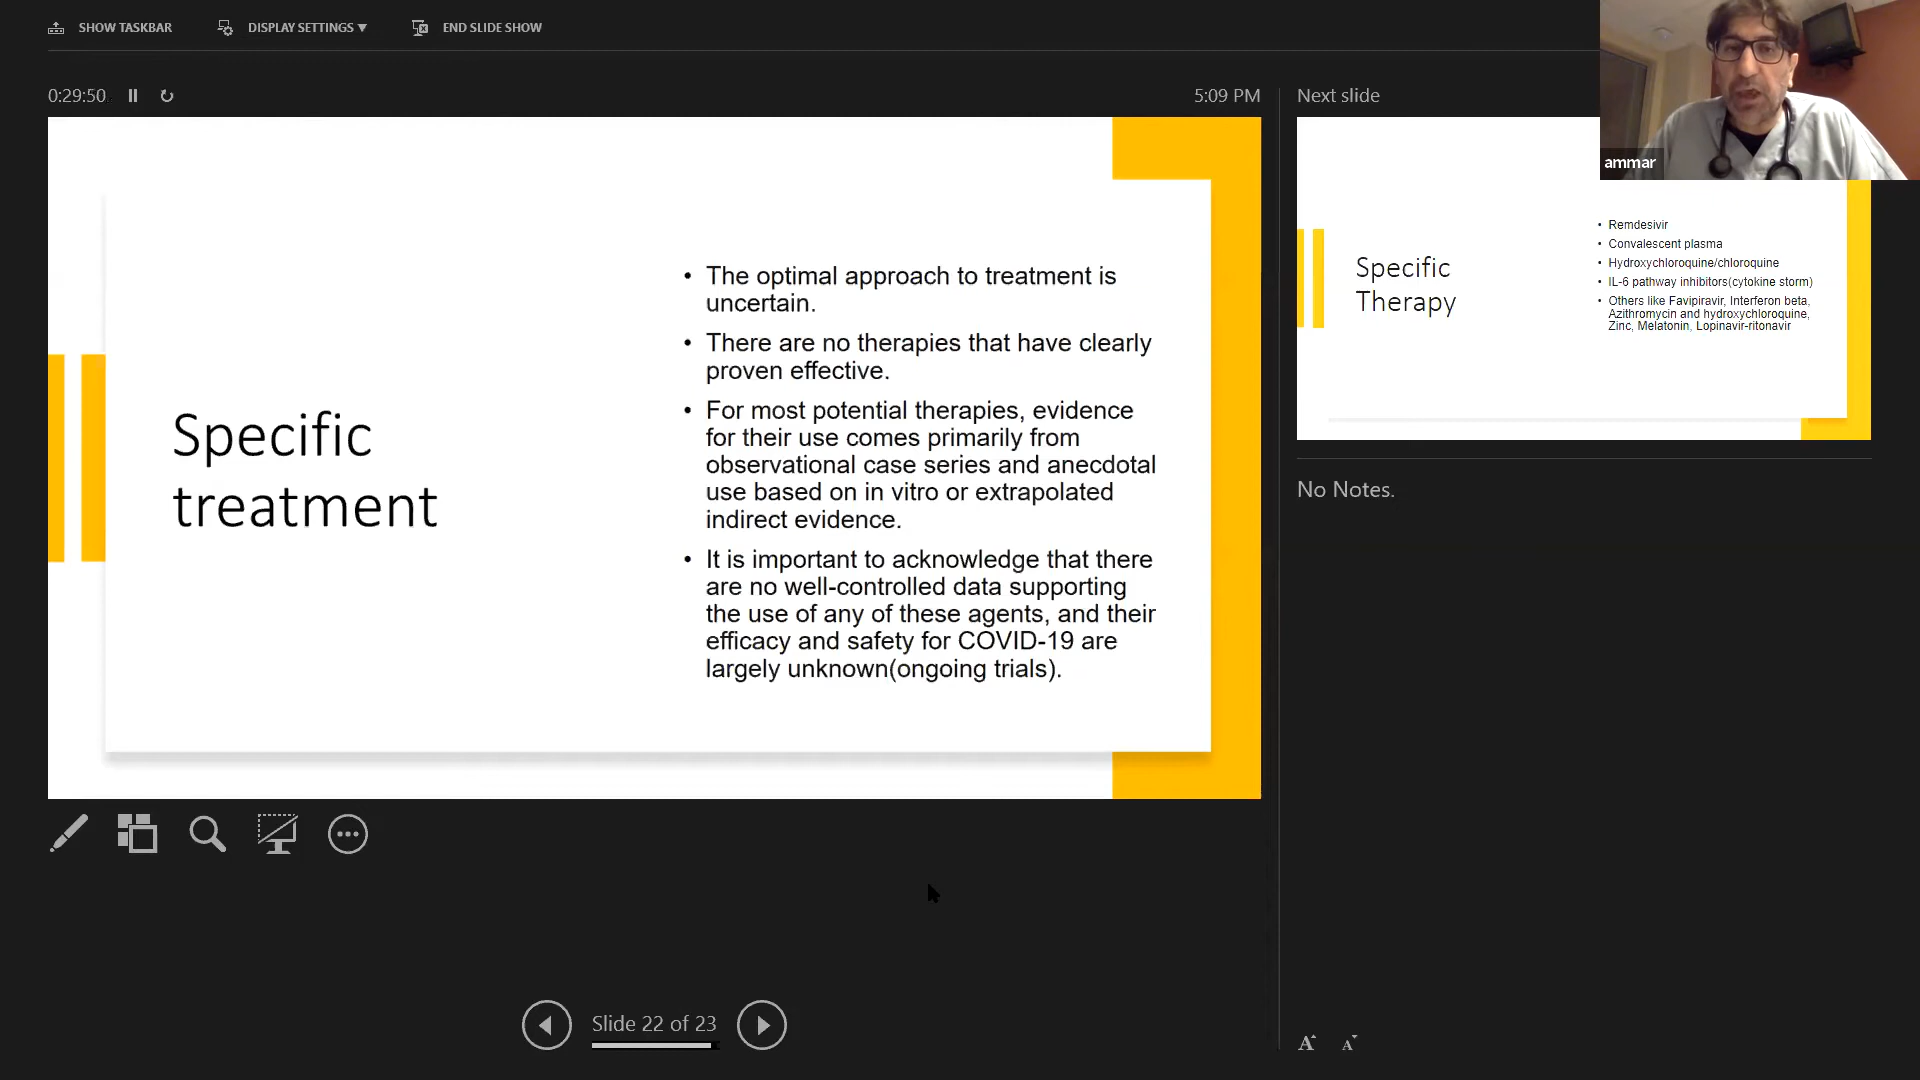 SHOW TASKBAR
DISPLAY SETTINGS
END SLIDE SHOW
0:29:50
5:09 PM
Next slide
ammar
Specific
treatment
• The optimal approach to treatment is
uncertain.
• There are no therapies that have clearly
proven effective.
• For most potential therapies, evidence
for their use comes primarily from
observational case series and anecdotal
use based on in vitro or extrapolated
indirect evidence.
• It is important to acknowledge that there
are no well-controlled data supporting
the use of any of these agents, and their
efficacy and safety for COVID-19 are
largely unknown(ongoing trials).
Specific
Therapy
• Remdesivir
• Convalescent plasma
• Hydroxychloroquine/chloroquine
• IL-6 pathway inhibitors(cytokine storm)
• Others like Favipiravir, Interferon beta,
Azithromycin and hydroxychloroquine,
Zinc, Melatonin, Lopinavir-ritonavir
No Notes.
Slide 22 of 23
A A